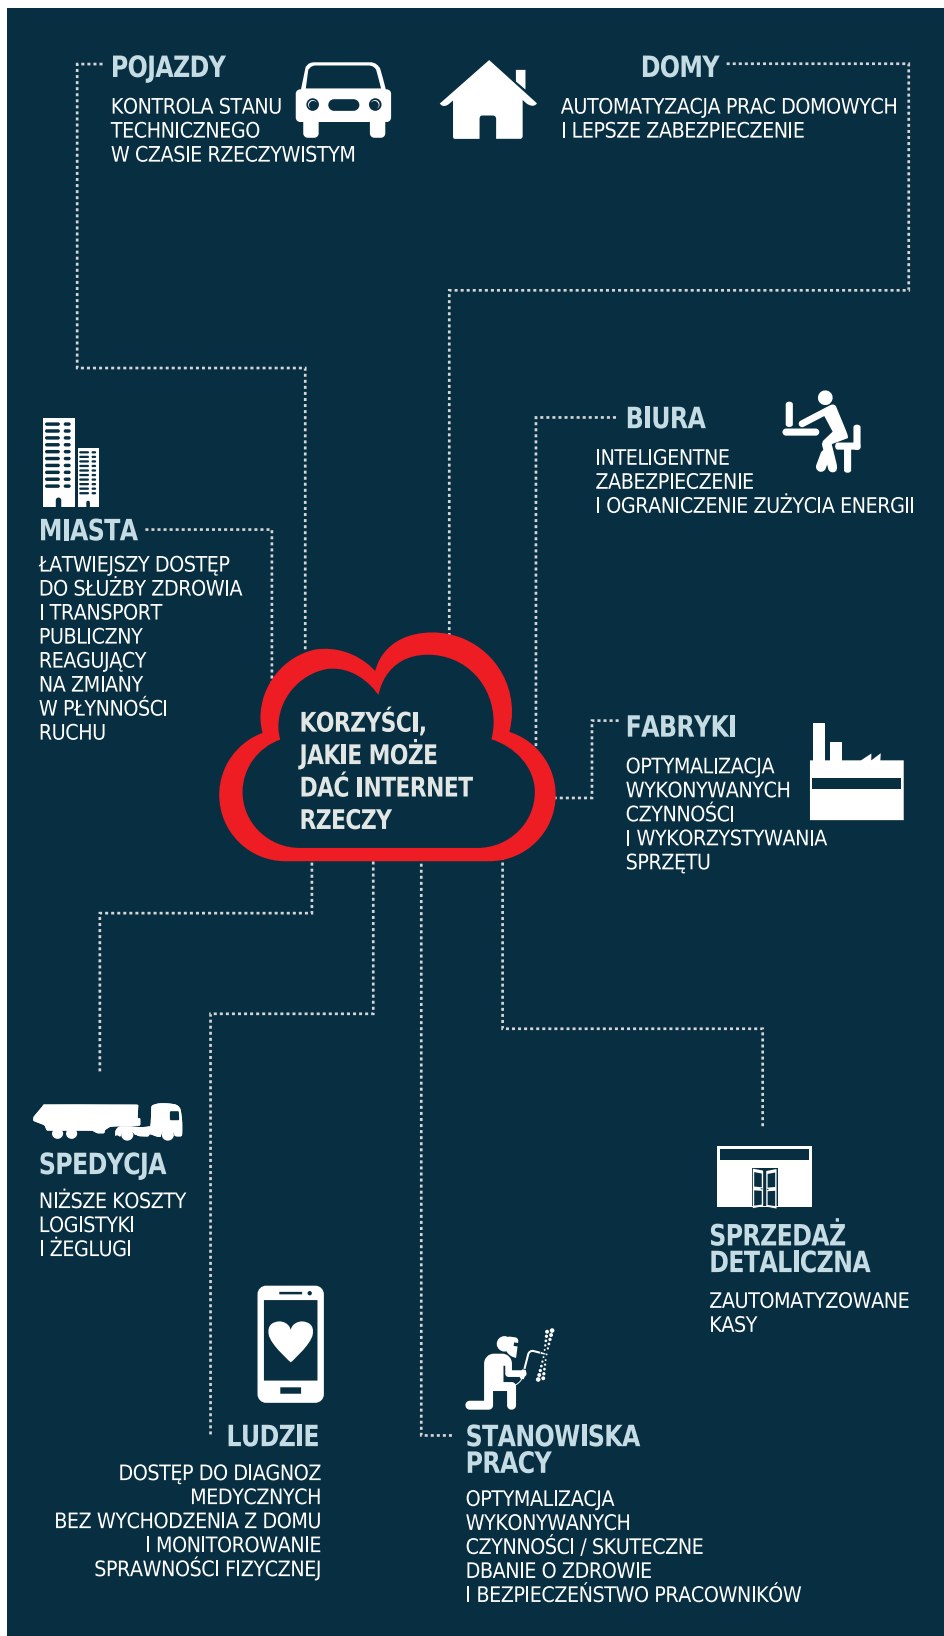 POJAZDY
KONTROLA STANU
TECHNICZNEGO
W CZASIE RZECZYWISTYM
DOMY
AUTOMATYZACJA PRAC DOMOWYCH
I LEPSZE ZABEZPIECZENIE
BIURA
INTELIGENTNE
ZABEZPIECZENIE
I OGRANICZENIE ZUŻYCIA ENERGII
MIASTA
ŁATWIEJSZY DOSTĘP
DO SŁUŻBY ZDROWIA
I TRANSPORT
PUBLICZNY
REAGUJĄCY
NA ZMIANY
W PŁYNNOŚCI
RUCHU
KORZYŚCI,
JAKIE MOŻE
DAĆ INTERNET
RZECZY
FABRYKI
OPTYMALIZACJA
WYKONYWANYCH
CZYNNOŚCI
I WYKORZYSTYWANIA
SPRZĘTU
SPEDYCJA
NIŻSZE KOSZTY
LOGISTYKI
I ŻEGLUGI
SPRZEDAŻ
DETALICZNA
ZAUTOMATYZOWANE
KASY
LUDZIE
DOSTĘP DO DIAGNOZ
MEDYCZNYCH
BEZ WYCHODZENIA Z DOMU
I MONITOROWANIE
SPRAWNOŚCI FIZYCZNEJ
STANOWISKA
PRACY
OPTYMALIZACJA
WYKONYWANYCH
CZYNNOŚCI / SKUTECZNE
DBANIE O ZDROWIE
I BEZPIECZEŃSTWO PRACOWNIKÓW